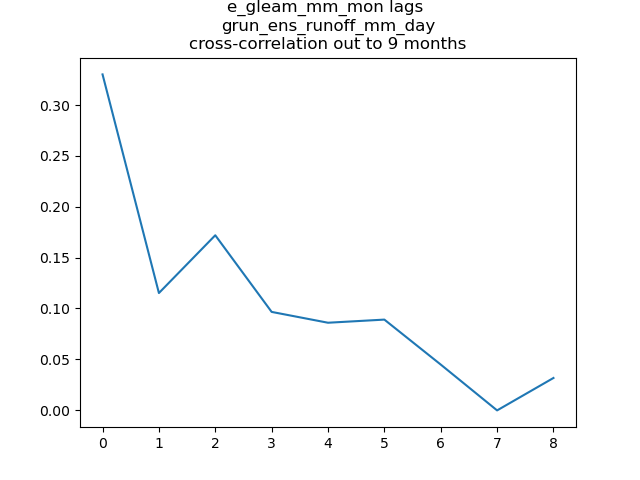 e_gleam_mm_mon lags
grun_ens_runoff_mm_day
cross-correlation out to 9 months
0.30
0.25
0.20
0.15
0.10
0.05
0.00
0 1 2 3 4 5 6 7 8